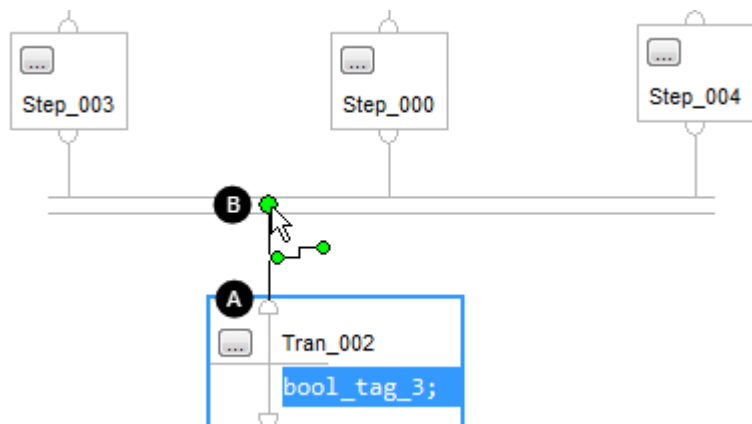 ...
Step_003
...
Step_000
...
Step_004
B
A
...
Tran_002
bool_tag_3;